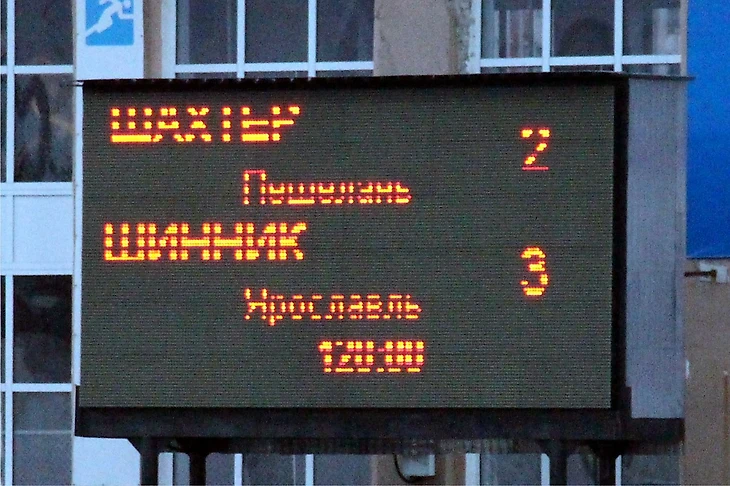 ШАХТЕР 2
Пешелань
ШИННИК 3
Ярославль
120:00